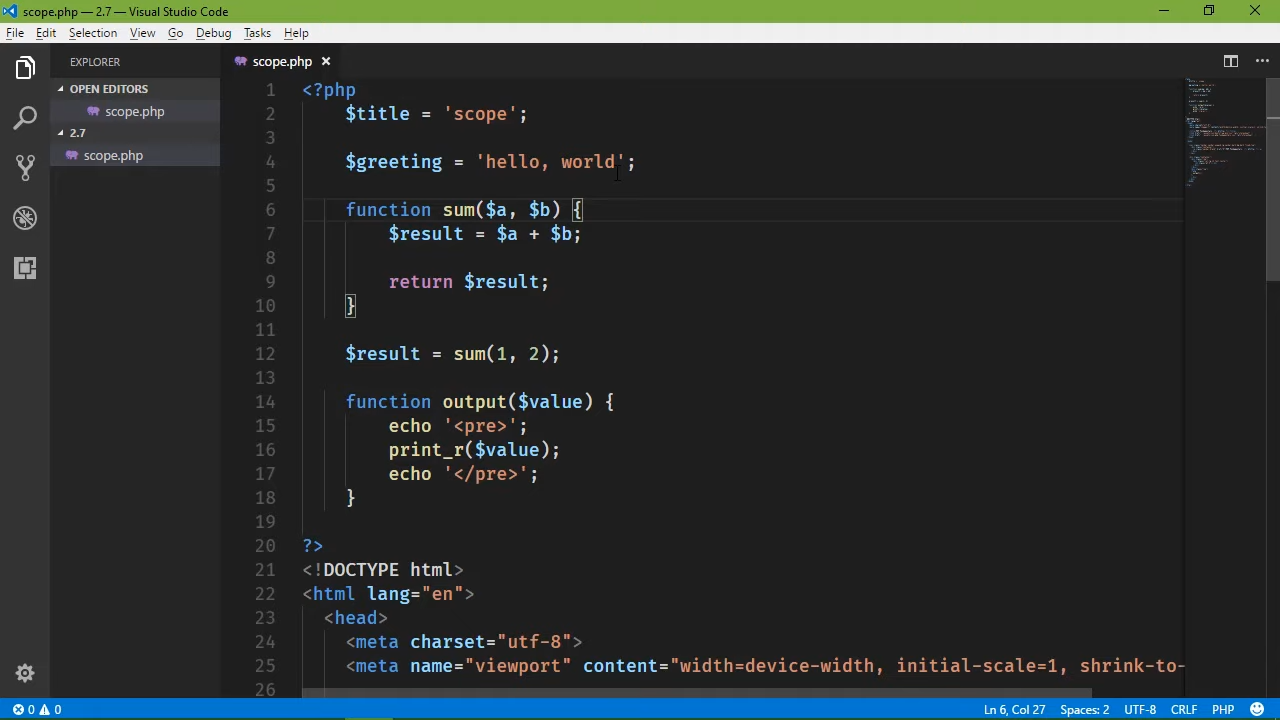 scope.php — 2.7 — Visual Studio Code
File Edit Selection View Go Debug Tasks Help
EXPLORER
OPEN EDITORS
scope.php
2.7
scope.php
scope.php
1 <?php
2 $title = 'scope';
3
4 $greeting = 'hello, world';
5
6 function sum($a, $b) {
7 $result = $a + $b;
8
9 return $result;
10 }
11
12 $result = sum(1, 2);
13
14 function output($value) {
15 echo '<pre>';
16 print_r($value);
17 echo '</pre>';
18 }
19
20 ?>
21 <!DOCTYPE html>
22 <html lang="en">
23 <head>
24 <meta charset="utf-8">
25 <meta name="viewport" content="width=device-width, initial-scale=1, shrink-to-
26
0 0 Ln 6, Col 27 Spaces: 2 UTF-8 CRLF PHP